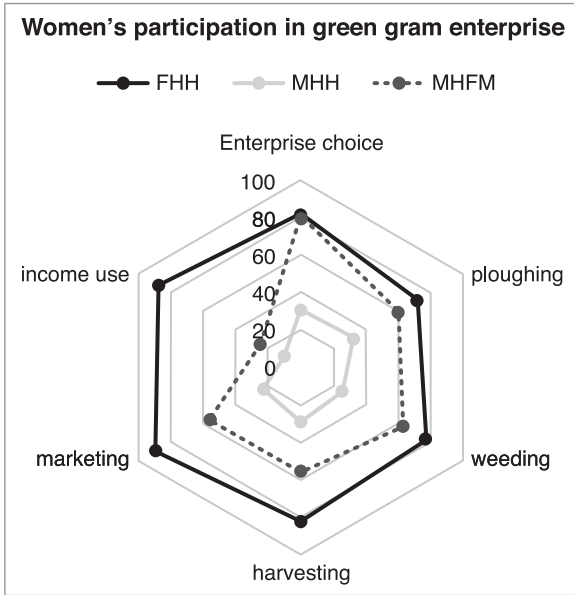 Women’s participation in green gram enterprise
FHH MHH MHFM
Enterprise choice
100
80
60
40
20
0
income use
ploughing
marketing
weeding
harvesting